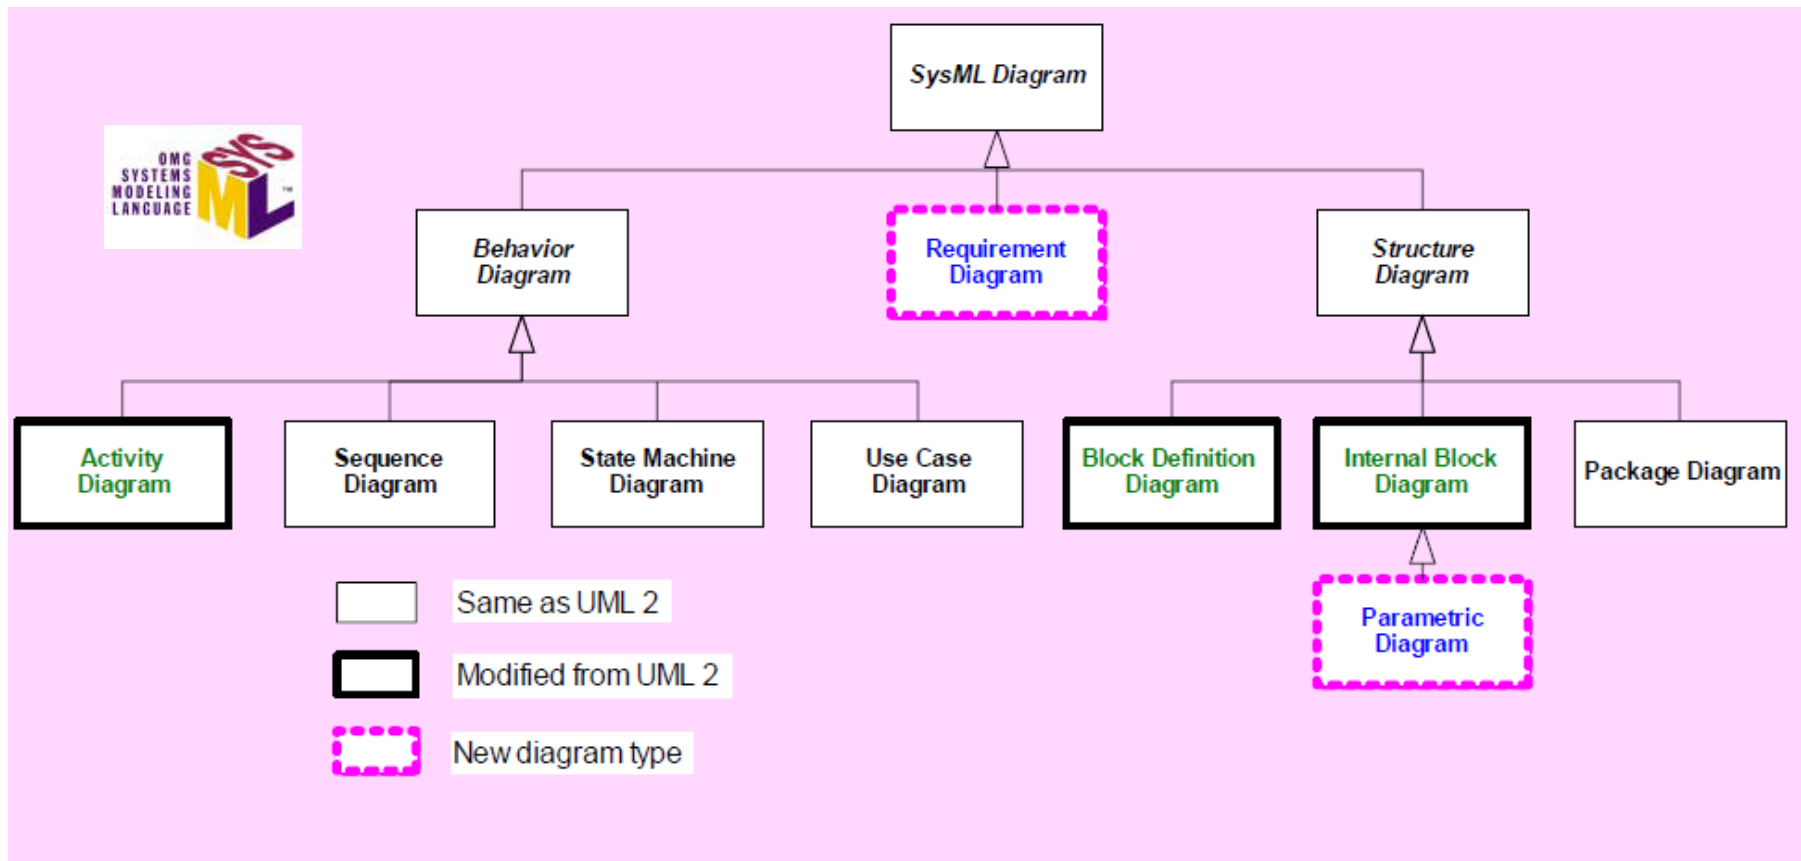 SysML Diagram
OMG
SYSTEMS
MODELING
LANGUAGE
SYS
ML™
Behavior
Diagram
Requirement
Diagram
Structure
Diagram
Activity
Diagram
Sequence
Diagram
State Machine
Diagram
Use Case
Diagram
Block Definition
Diagram
Internal Block
Diagram
Package Diagram
Parametric
Diagram
Same as UML 2
Modified from UML 2
New diagram type